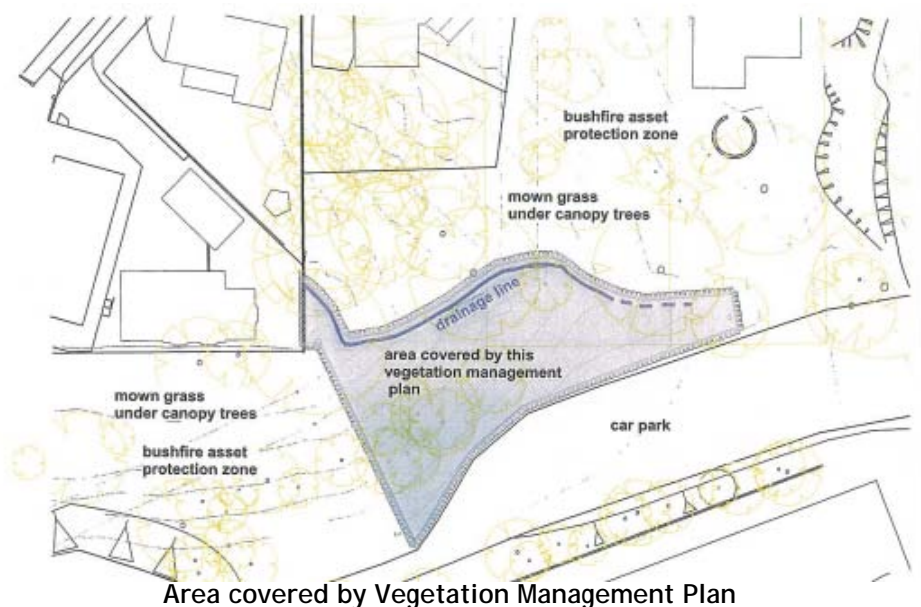 bushfire asset
protection zone
mown grass
under canopy trees
drainage line
area covered by this
vegetation management
plan
mown grass
under canopy trees
car park
bushfire asset
protection zone
Area covered by Vegetation Management Plan